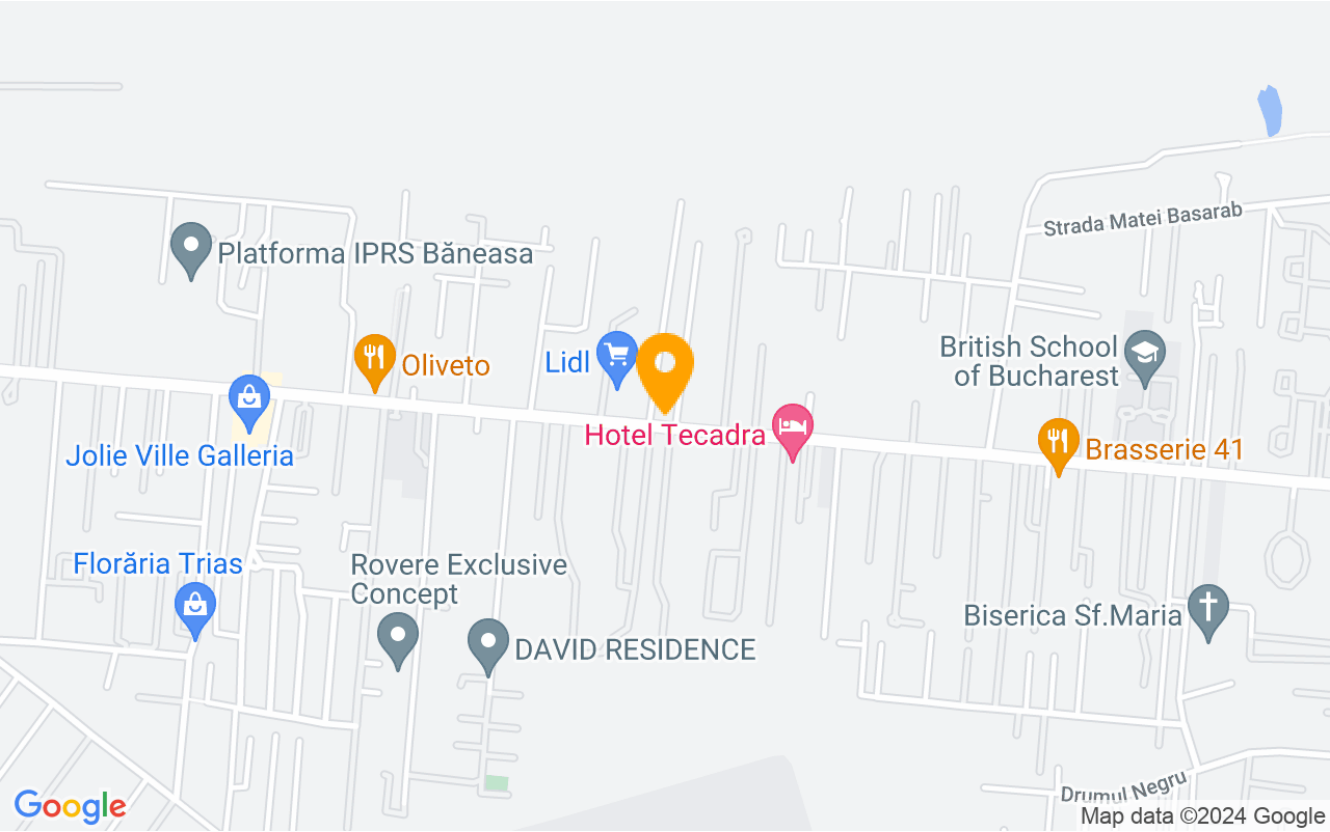 Strada Matei Basarab
Platforma IPRS Băneasa
British School
of Bucharest
Lidl
Oliveto
Hotel Tecadra
Brasserie 41
Jolie Ville Galleria
Florăria Trias
Rovere Exclusive
Concept
Biserica Sf.Maria
DAVID RESIDENCE
Drumul Negru
Google
Map data ©2024 Google